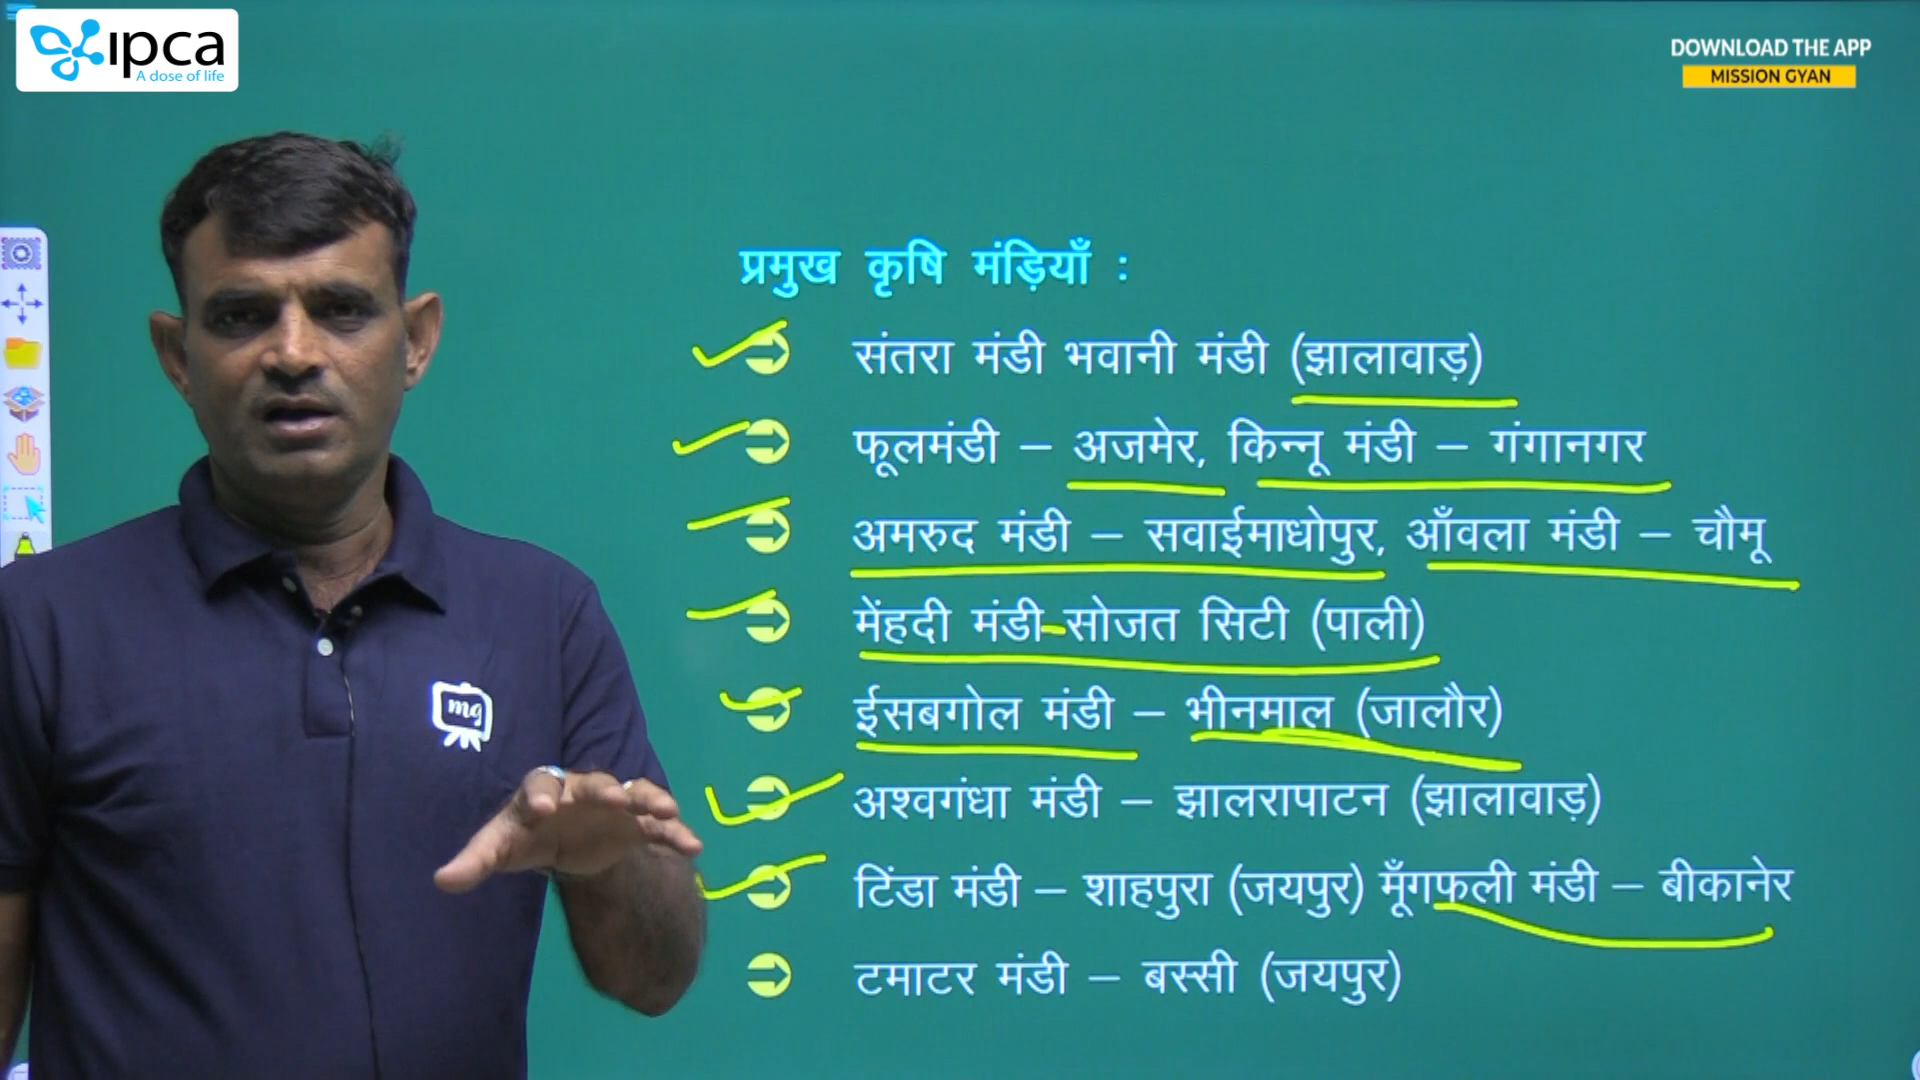 ipca
A dose of life
DOWNLOAD THE APP
MISSION GYAN
प्रमुख कृषि मंड़ियाँ :
संतरा मंडी भवानी मंडी (झालावाड़)
फूलमंडी – अजमेर, किन्नू मंडी – गंगानगर
अमरुद मंडी – सवाईमाधोपुर, आँवला मंडी – चौमू
मेंहदी मंडी-सोजत सिटी (पाली)
ईसबगोल मंडी – भीनमाल (जालौर)
अश्वगंधा मंडी – झालरापाटन (झालावाड़)
टिंडा मंडी – शाहपुरा (जयपुर) मूँगफली मंडी – बीकानेर
टमाटर मंडी – बस्सी (जयपुर)
mg